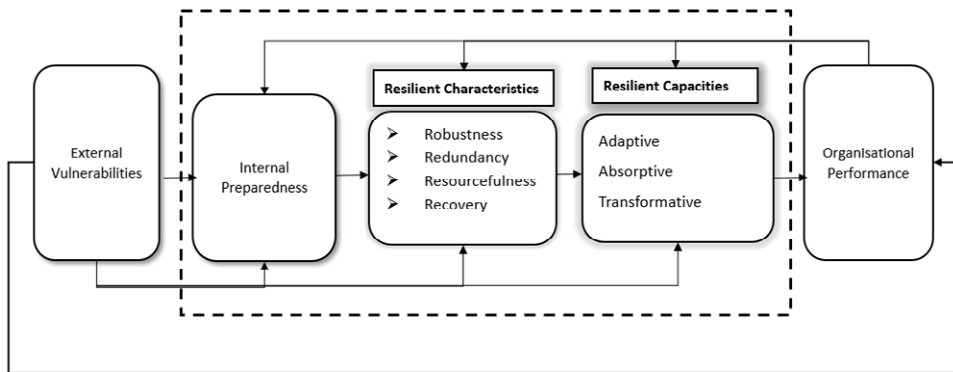 External
Vulnerabilities
Internal
Preparedness
Resilient Characteristics
Robustness
Redundancy
Resourcefulness
Recovery
Resilient Capacities
Adaptive
Absorptive
Transformative
Organisational
Performance